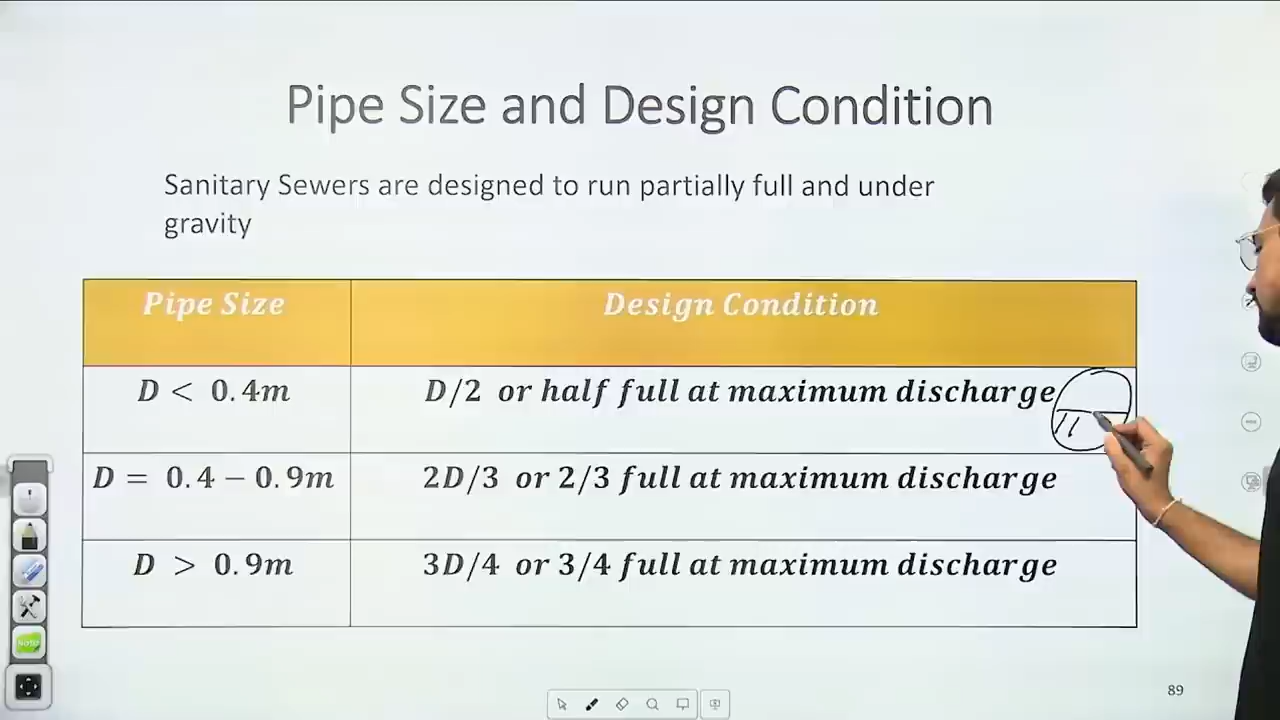 Pipe Size and Design Condition
Sanitary Sewers are designed to run partially full and under
gravity
Pipe Size
Design Condition
D < 0.4m
D/2 or half full at maximum discharge
D = 0.4 − 0.9m
2D/3 or 2/3 full at maximum discharge
D > 0.9m
3D/4 or 3/4 full at maximum discharge
89